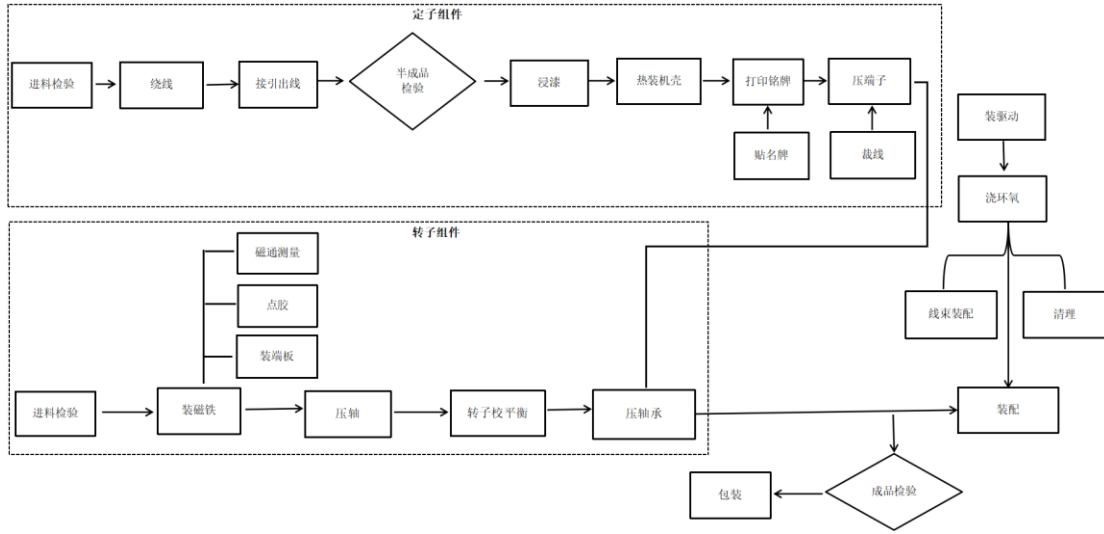 定子组件
进料检验
绕线
接引出线
半成品
检验
浸漆
热装机壳
打印铭牌
压端子
贴名牌
裁线
装驱动
浇环氧
线束装配
清理
装配
转子组件
磁通测量
点胶
装端板
进料检验
装磁铁
压轴
转子校平衡
压轴承
成品检验
包装